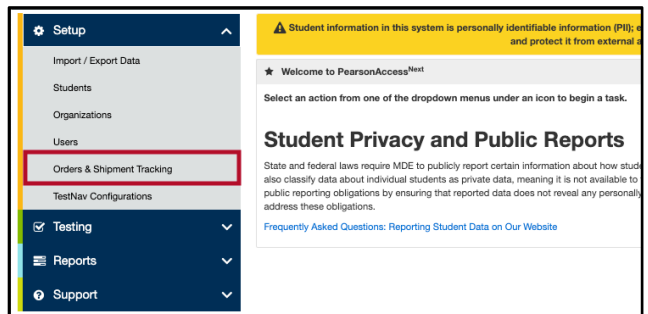 Setup
Import / Export Data
Students
Organizations
Users
Orders & Shipment Tracking
TestNav Configurations
Testing
Reports
Support
Student information in this system is personally identifiable information (PII); e
and protect it from external a
Welcome to PearsonAccessNext
Select an action from one of the dropdown menus under an icon to begin a task.
Student Privacy and Public Reports
State and federal laws require MDE to publicly report certain information about how stude
also classify data about individual students as private data, meaning it is not available to
public reporting obligations by ensuring that reported data does not reveal any personally
address these obligations.
Frequently Asked Questions: Reporting Student Data on Our Website